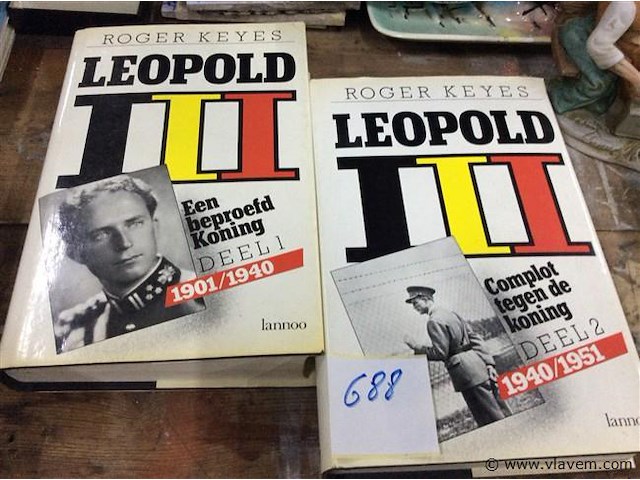 ROGER KEYES
LEOPOLD
III
Een
beproefd
Koning
DEEL 1
1901/1940
lannoo
ROGER KEYES
LEOPOLD
III
Complot
tegen de
koning
DEEL 2
1940/1951
lannoo
688
© www.vlavem.com